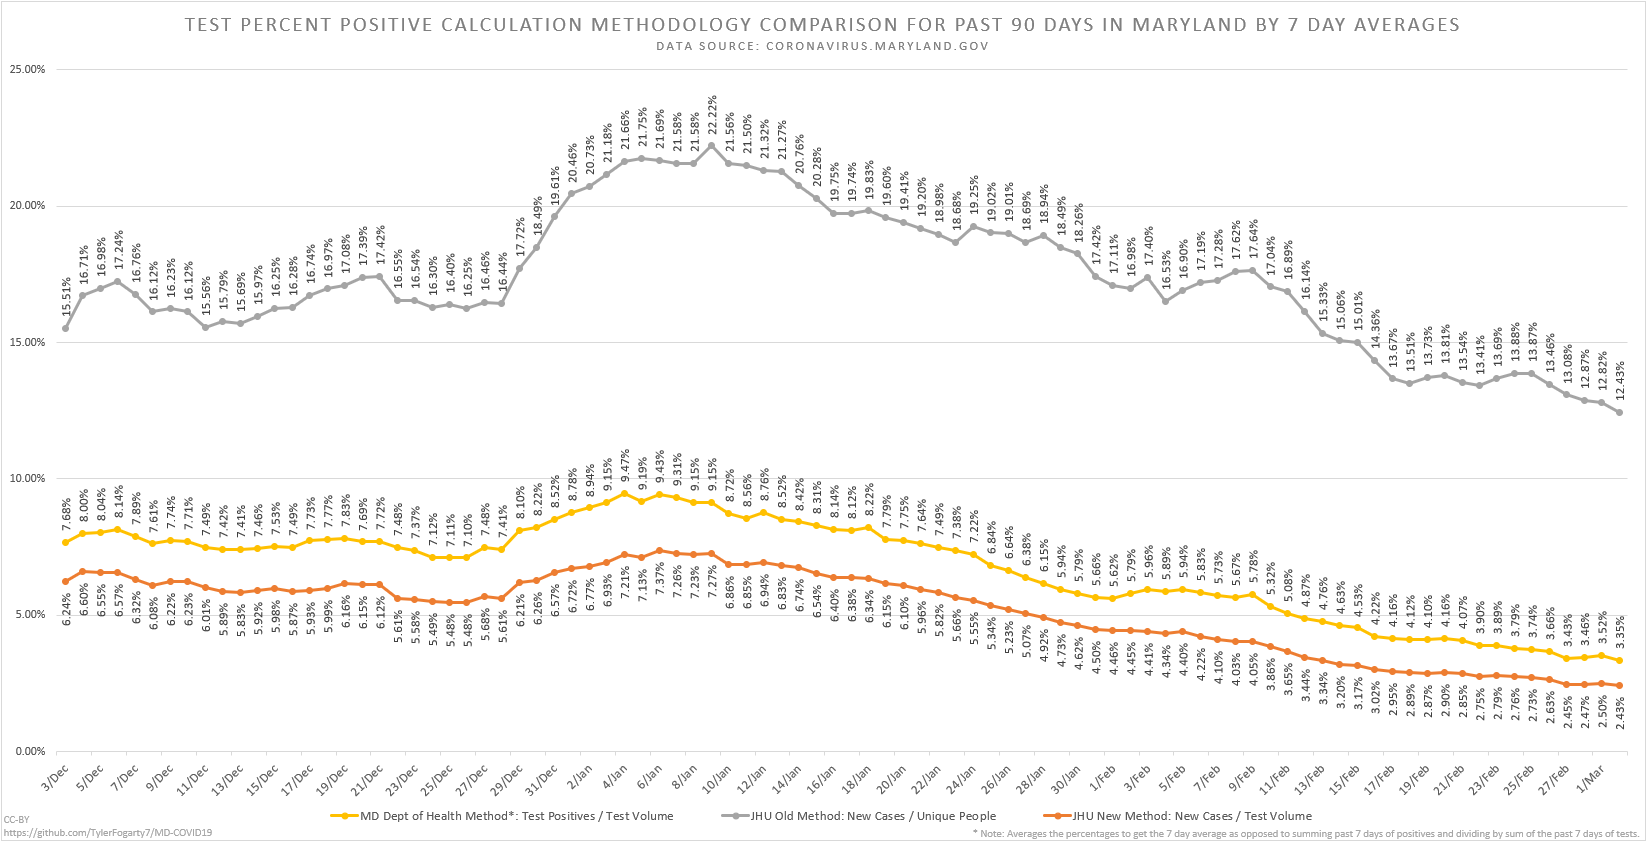 TEST PERCENT POSITIVE CALCULATION METHODOLOGY COMPARISON FOR PAST 90 DAYS IN MARYLAND BY 7 DAY AVERAGES
DATA SOURCE: CORONAVIRUS.MARYLAND.GOV
25.00%
20.00%
15.00%
10.00%
5.00%
0.00%
15.51% 16.71% 16.98% 17.24% 16.76% 16.12% 16.23% 16.12% 15.56% 15.79% 15.69% 15.97% 16.25% 16.28% 16.74% 16.97% 17.08% 17.39% 17.42% 16.55% 16.54% 16.30% 16.40% 16.25% 16.46% 16.44% 17.72% 18.49% 19.61% 20.46% 20.73% 21.18% 21.66% 21.75% 21.69% 21.58% 21.58% 22.22% 21.56% 21.50% 21.32% 21.27% 20.76% 20.28% 19.75% 19.74% 19.83% 19.60% 19.41% 19.20% 18.98% 18.68% 19.25% 19.02% 19.01% 18.69% 18.94% 18.49% 18.26% 17.42% 17.11% 16.98% 17.40% 16.53% 16.90% 17.19% 17.28% 17.62% 17.64% 17.04% 16.89% 16.14% 15.33% 15.06% 15.01% 14.36% 13.67% 13.51% 13.73% 13.81% 13.54% 13.41% 13.69% 13.88% 13.87% 13.46% 13.08% 12.87% 12.82% 12.43%
7.68% 8.00% 8.04% 8.14% 7.89% 7.61% 7.74% 7.71% 7.49% 7.42% 7.41% 7.46% 7.53% 7.49% 7.73% 7.77% 7.83% 7.69% 7.72% 7.48% 7.37% 7.12% 7.11% 7.10% 7.48% 7.41% 8.10% 8.22% 8.52% 8.78% 8.94% 9.15% 9.47% 9.19% 9.43% 9.31% 9.15% 9.15% 8.72% 8.56% 8.76% 8.52% 8.42% 8.31% 8.14% 8.12% 8.22% 7.79% 7.75% 7.64% 7.49% 7.38% 7.22% 6.84% 6.64% 6.38% 6.15% 5.94% 5.79% 5.66% 5.62% 5.79% 5.96% 5.89% 5.94% 5.83% 5.73% 5.67% 5.78% 5.32% 5.08% 4.87% 4.76% 4.63% 4.53% 4.22% 4.16% 4.12% 4.10% 4.16% 4.07% 3.90% 3.89% 3.79% 3.74% 3.66% 3.43% 3.46% 3.52% 3.35%
6.24% 6.60% 6.55% 6.57% 6.32% 6.08% 6.22% 6.23% 6.01% 5.89% 5.83% 5.92% 5.98% 5.87% 5.93% 5.99% 6.16% 6.15% 6.12% 5.61% 5.58% 5.49% 5.48% 5.48% 5.68% 5.61% 6.21% 6.26% 6.57% 6.72% 6.77% 6.93% 7.21% 7.13% 7.37% 7.26% 7.23% 7.27% 6.86% 6.85% 6.94% 6.83% 6.74% 6.54% 6.40% 6.38% 6.34% 6.15% 6.10% 5.96% 5.82% 5.66% 5.55% 5.34% 5.23% 5.07% 4.92% 4.73% 4.62% 4.50% 4.46% 4.45% 4.41% 4.34% 4.40% 4.22% 4.10% 4.03% 4.05% 3.86% 3.65% 3.44% 3.34% 3.20% 3.17% 3.02% 2.95% 2.89% 2.87% 2.90% 2.85% 2.75% 2.79% 2.76% 2.73% 2.63% 2.45% 2.47% 2.50% 2.43%
3/Dec 5/Dec 7/Dec 9/Dec 11/Dec 13/Dec 15/Dec 17/Dec 19/Dec 21/Dec 23/Dec 25/Dec 27/Dec 29/Dec 31/Dec 2/Jan 4/Jan 6/Jan 8/Jan 10/Jan 12/Jan 14/Jan 16/Jan 18/Jan 20/Jan 22/Jan 24/Jan 26/Jan 28/Jan 30/Jan 1/Feb 3/Feb 5/Feb 7/Feb 9/Feb 11/Feb 13/Feb 15/Feb 17/Feb 19/Feb 21/Feb 23/Feb 25/Feb 27/Feb 1/Mar
MD Dept of Health Method*: Test Positives / Test Volume
JHU Old Method: New Cases / Unique People
JHU New Method: New Cases / Test Volume
CC-BY
https://github.com/TylerFogarty7/MD-COVID19
* Note: Averages the percentages to get the 7 day average as opposed to summing past 7 days of positives and dividing by sum of the past 7 days of tests.